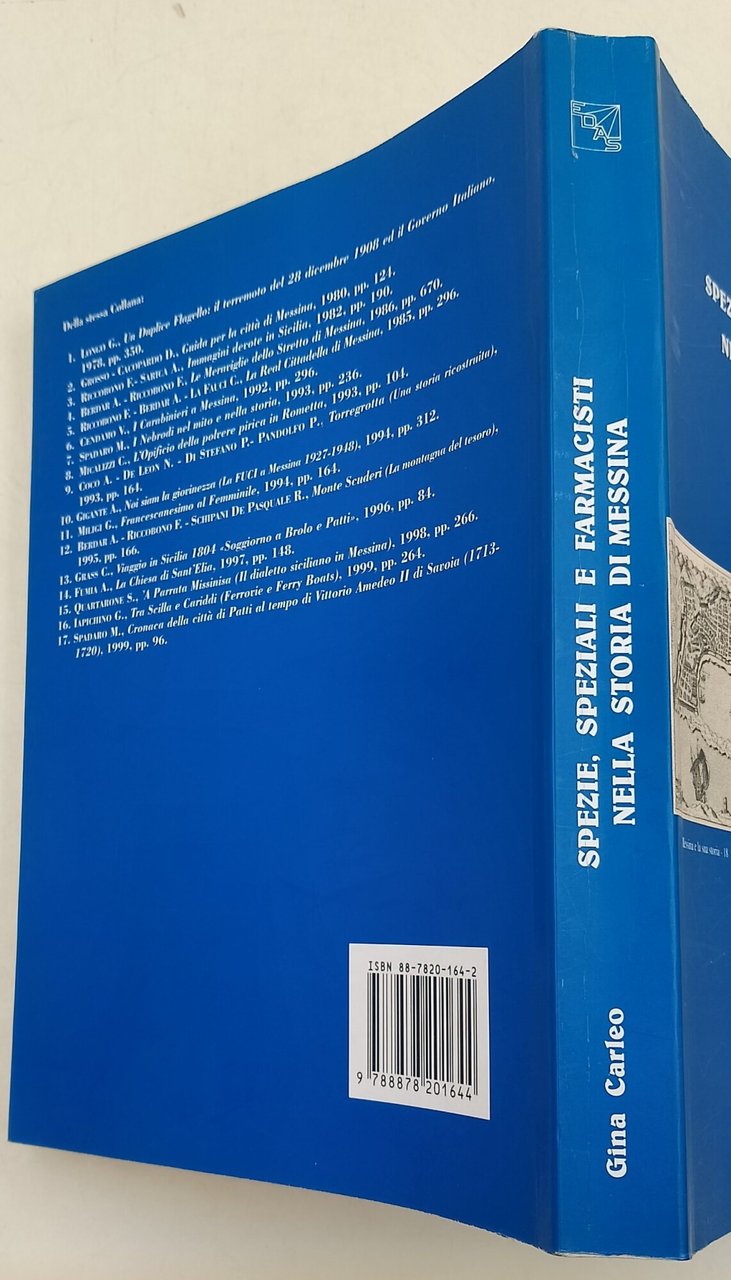 Della stessa Collana:
1. LONGO G., Un Duplice Flagello: il terremoto del 28 dicembre 1908 ed il Governo Italiano,
1978, pp. 350.
2. GROSSO - CACOPARDO D., Guida per la città di Messina, 1980, pp. 124.
3. RICCOBONO F.- SARICA A., Immagini devote in Sicilia, 1982, pp. 190.
4. BERDAR A. - RICCOBONO F., Le Meraviglie dello Stretto di Messina, 1986, pp. 670.
5. RICCOBONO F. - BERDAR A. - LA FAUCI C., La Real Cittadella di Messina, 1985, pp. 296.
6. CENDAMO V., I Carabinieri a Messina, 1992, pp. 296.
7. SPADARO M., I Nebrodi nel mito e nella storia, 1993, pp. 236.
8. MICALIZZI C., L'Opificio della polvere pirica in Rometta, 1993, pp. 104.
9. COCO A. - DE LEON N. - DI STEFANO P.- PANDOLFO P., Torregrotta (Una storia ricostruita),
1993, pp. 164.
10. GIGANTE A., Noi siam la giovinezza (La FUCI a Messina 1927-1948), 1994, pp. 312.
11. MILIGI G., Francescanesimo al Femminile, 1994, pp. 164.
12. BERDAR A. - RICCOBONO F. - SCHIPANI DE PASQUALE R., Monte Scuderi (La montagna del tesoro),
1995, pp. 166.
13. GRASS C., Viaggio in Sicilia 1804 «Soggiorno a Brolo e Patti», 1996, pp. 84.
14. FUMIA A., La Chiesa di Sant'Elia, 1997, pp. 148.
15. QUARTARONE S., 'A Parrata Missinisa (Il dialetto siciliano in Messina), 1998, pp. 266.
16. IAPICHINO G., Tra Scilla e Cariddi (Ferrovie e Ferry Boats), 1999, pp. 264.
17. SPADARO M., Cronaca della città di Patti al tempo di Vittorio Amedeo II di Savoia (1713-
1720), 1999, pp. 96.
ISBN 88-7820-164-2
9 788878 201644
EDAS
SPEZIE, SPEZIALI E FARMACISTI
NELLA STORIA DI MESSINA
Gina Carleo
SPEZ
NE
essina e la sua storia - 18